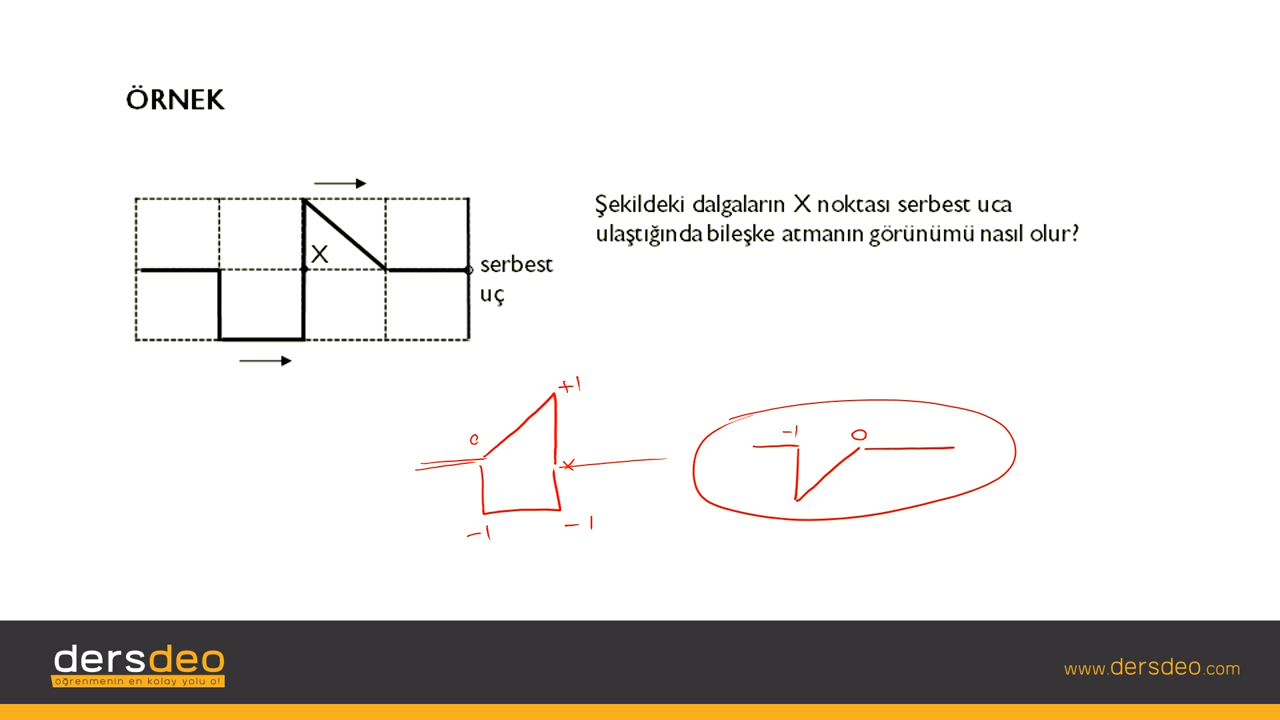 ÖRNEK
X
serbest
uç
Şekildeki dalgaların X noktası serbest uca
ulaştığında bileşke atmanın görünümü nasıl olur?
+1
0
x
-1
-1
-1
0
dersdeo
öğrenmenin en kolay yolu o!
www.dersdeo.com